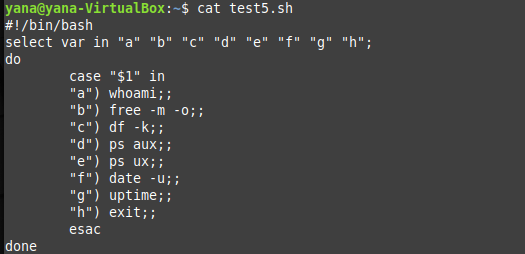 yana@yana-VirtualBox:~$ cat test5.sh
#!/bin/bash
select var in "a" "b" "c" "d" "e" "f" "g" "h";
do
        case "$1" in
        "a") whoami;;
        "b") free -m -o;;
        "c") df -k;;
        "d") ps aux;;
        "e") ps ux;;
        "f") date -u;;
        "g") uptime;;
        "h") exit;;
        esac
done